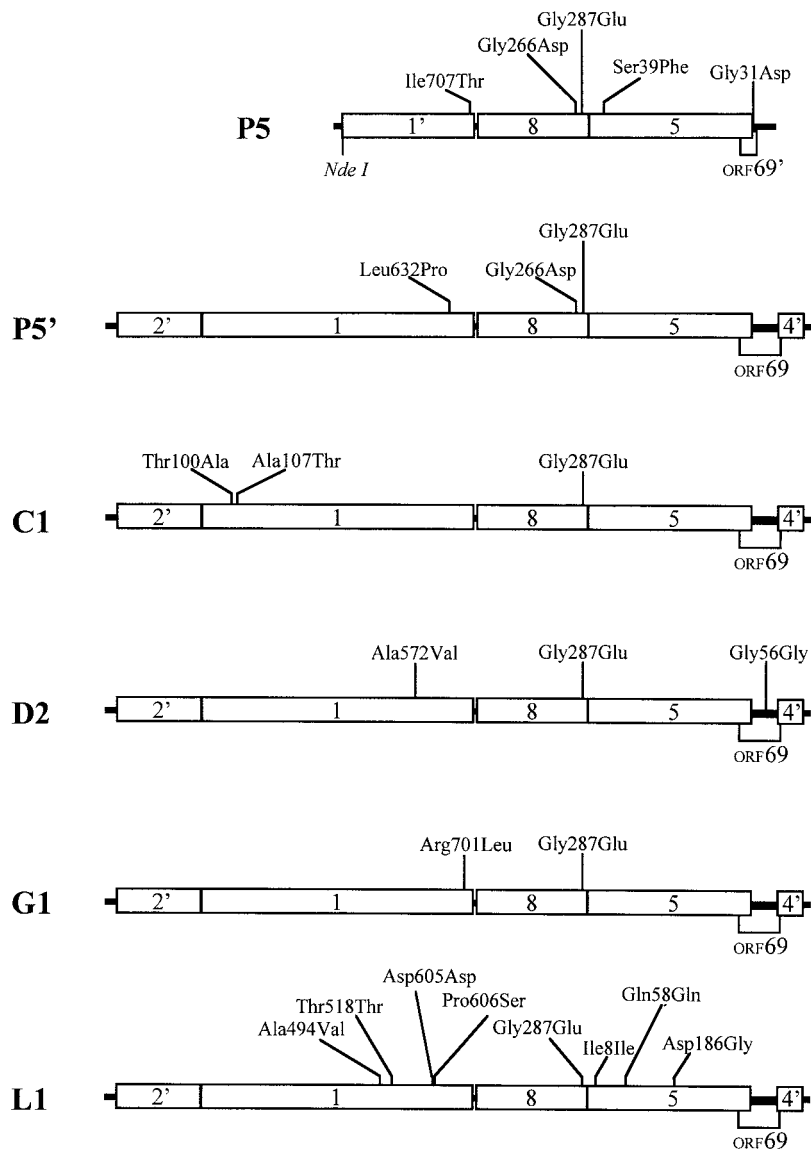 Gly287Glu
Gly266Asp
Ser39Phe
Ile707Thr
Gly31Asp
P5
1’ 8 5
Nde I
ORF69’
Gly287Glu
Leu632Pro Gly266Asp
P5’
2’ 1 8 5 4’
ORF69
Thr100Ala Ala107Thr Gly287Glu
C1
2’ 1 8 5 4’
ORF69
Ala572Val Gly287Glu Gly56Gly
D2
2’ 1 8 5 4’
ORF69
Arg701Leu Gly287Glu
G1
2’ 1 8 5 4’
ORF69
Asp605Asp
Thr518Thr Pro606Ser Gln58Gln
Ala494Val Gly287Glu Ile8Ile Asp186Gly
L1
2’ 1 8 5 4’
ORF69